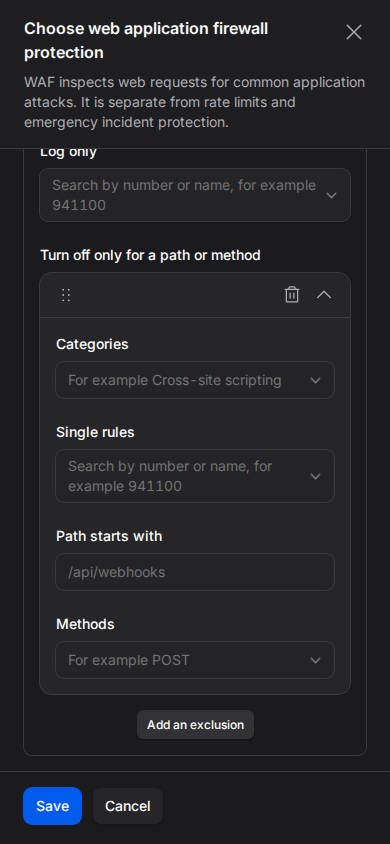 Choose web application firewall
protection
WAF inspects web requests for common application
attacks. It is separate from rate limits and
emergency incident protection.
Log only
Search by number or name, for example
941100
Turn off only for a path or method
Categories
For example Cross-site scripting
Single rules
Search by number or name, for
example 941100
Path starts with
/api/webhooks
Methods
For example POST
Add an exclusion
Save
Cancel